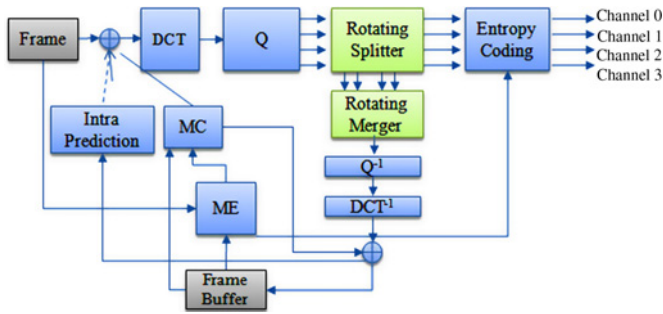 Frame
DCT
Q
Rotating
Splitter
Entropy
Coding
Channel 0
Channel 1
Channel 2
Channel 3
Intra
Prediction
MC
Rotating
Merger
Q-1
ME
DCT-1
Frame
Buffer